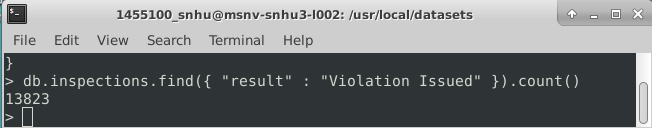 1455100_snhu@msnv-snhu3-l002: /usr/local/datasets
File Edit View Search Terminal Help
}
> db.inspections.find({ "result" : "Violation Issued" }).count()
13823
>